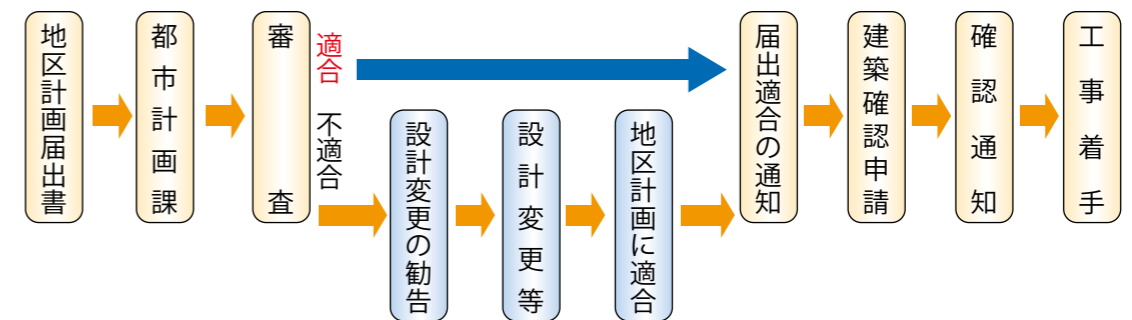 地区計画届出書
都市計画課
審査
適合
不適合
設計変更の勧告
設計変更等
地区計画に適合
届出適合の通知
建築確認申請
確認通知
工事着手